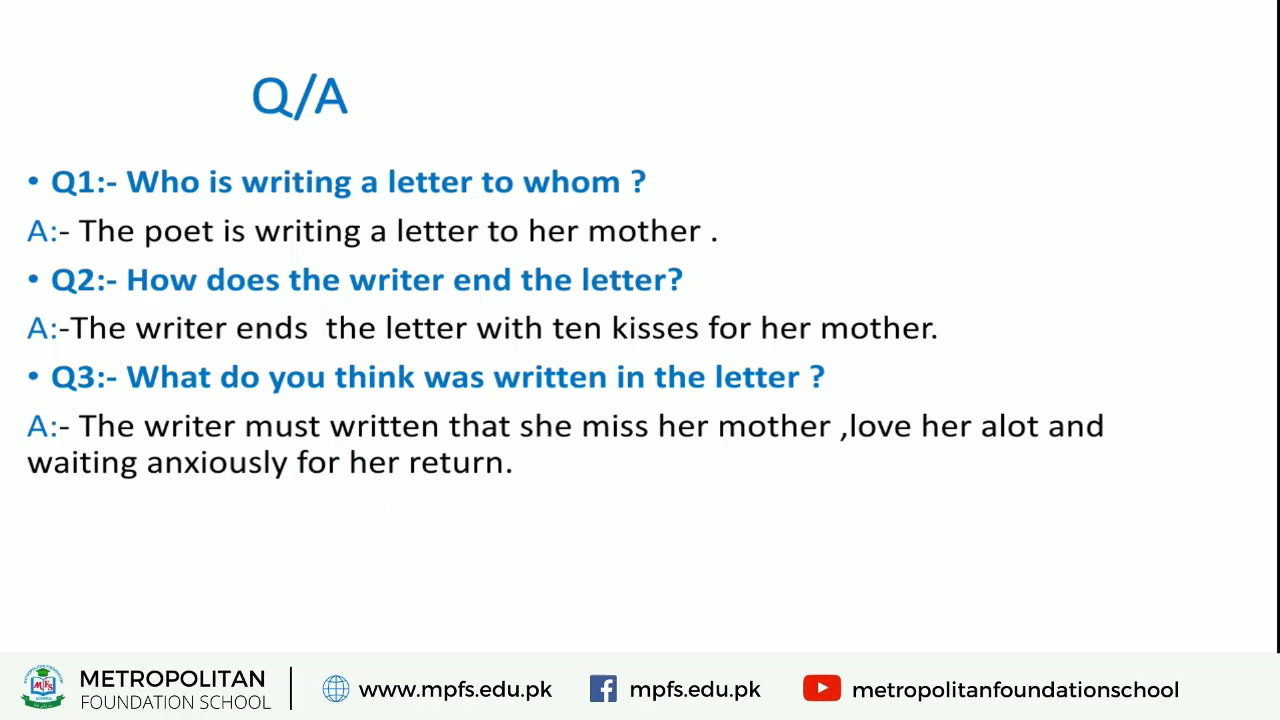 Q/A
• Q1:- Who is writing a letter to whom ?
A:- The poet is writing a letter to her mother .
• Q2:- How does the writer end the letter?
A:-The writer ends  the letter with ten kisses for her mother.
• Q3:- What do you think was written in the letter ?
A:- The writer must written that she miss her mother ,love her alot and
waiting anxiously for her return.
METROPOLITAN
FOUNDATION SCHOOL
www.mpfs.edu.pk
mpfs.edu.pk
metropolitanfoundationschool